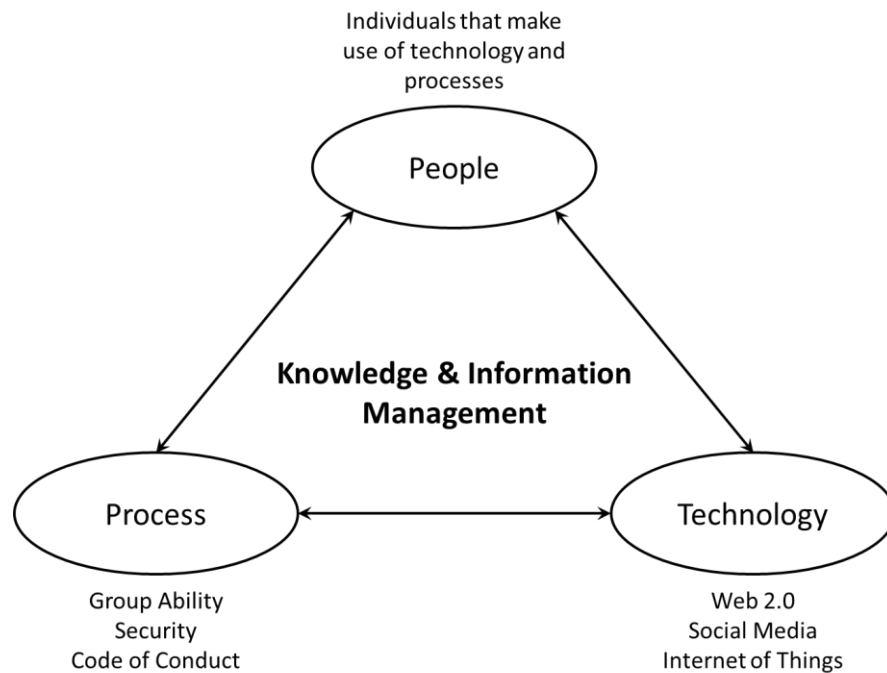 Individuals that make
use of technology and
processes
People
Knowledge & Information
Management
Process
Technology
Group Ability
Security
Code of Conduct
Web 2.0
Social Media
Internet of Things